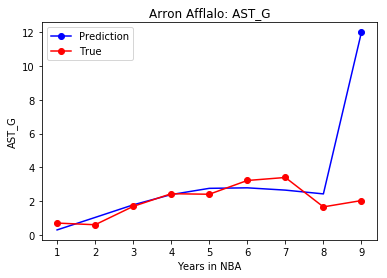 Arron Afflalo: AST_G
Prediction
True
AST_G
12
10
8
6
4
2
0
1 2 3 4 5 6 7 8 9
Years in NBA